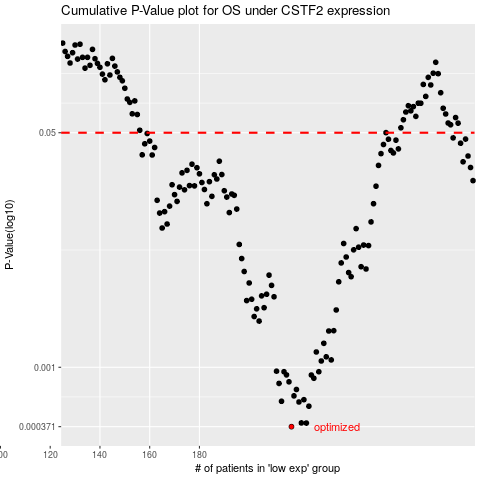 Cumulative P-Value plot for OS under CSTF2 expression
P-Value(log10)
0.05
0.001
0.000371
optimized
00 120 140 160 180
# of patients in 'low exp' group